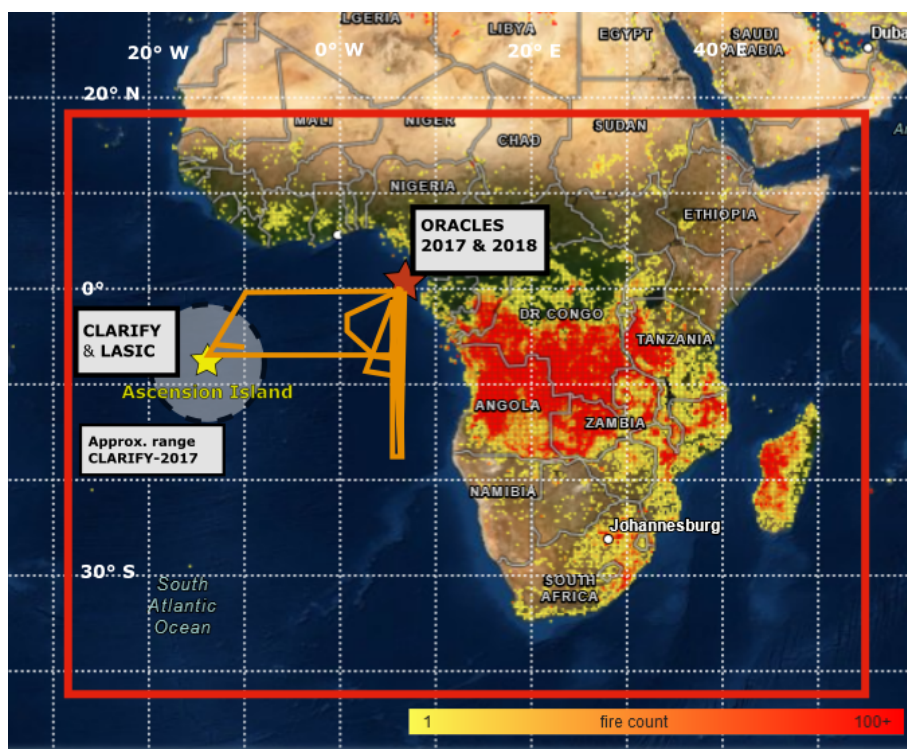 LGERIA
LIBYA
EGYPT
SAUDI
ARABIA
Duba
20° W
0° W
20° E
40° E
20° N
MALI
NIGER
CHAD
SUDAN
NIGERIA
ETHIOPIA
ORACLES
2017 & 2018
0°
DR CONGO
TANZANIA
CLARIFY
& LASIC
Ascension Island
ANGOLA
ZAMBIA
Approx. range
CLARIFY-2017
NAMIBIA
Johannesburg
30° S
South
Atlantic
Ocean
SOUTH
AFRICA
1
fire count
100+